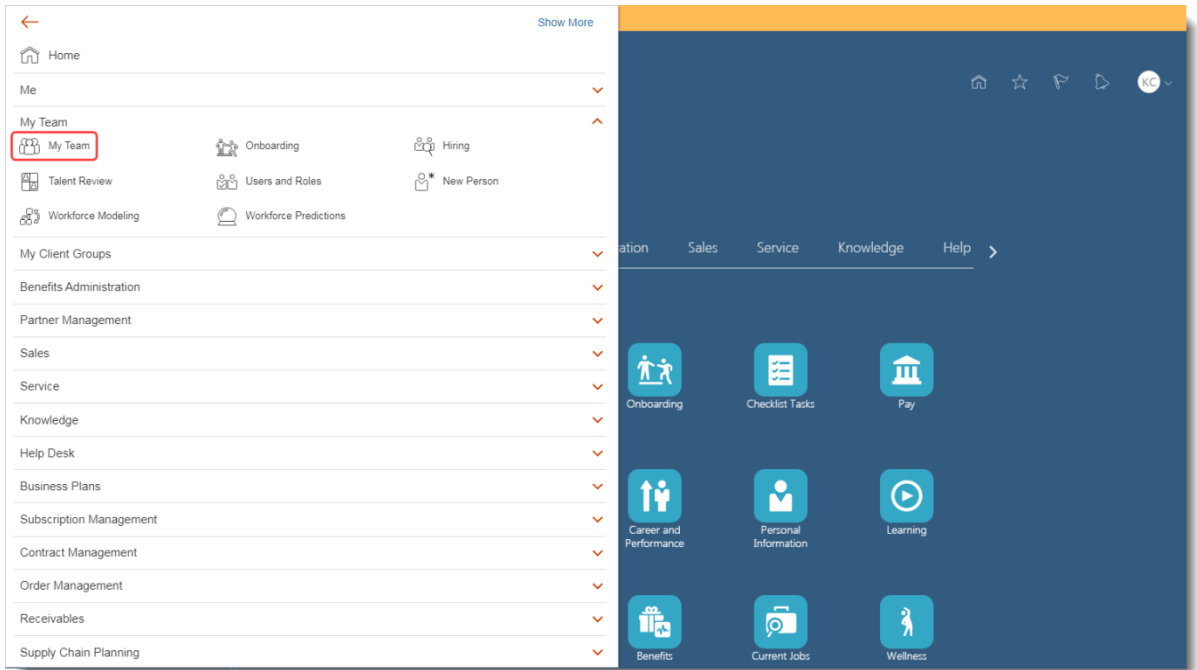 Show More
Home
Me
My Team
My Team
Onboarding
Hiring
Talent Review
Users and Roles
New Person
Workforce Modeling
Workforce Predictions
My Client Groups
Benefits Administration
Partner Management
Sales
Service
Knowledge
Help Desk
Business Plans
Subscription Management
Contract Management
Order Management
Receivables
Supply Chain Planning
KC
ation
Sales
Service
Knowledge
Help
Onboarding
Checklist Tasks
Pay
Career and
Performance
Personal
Information
Learning
Benefits
Current Jobs
Wellness